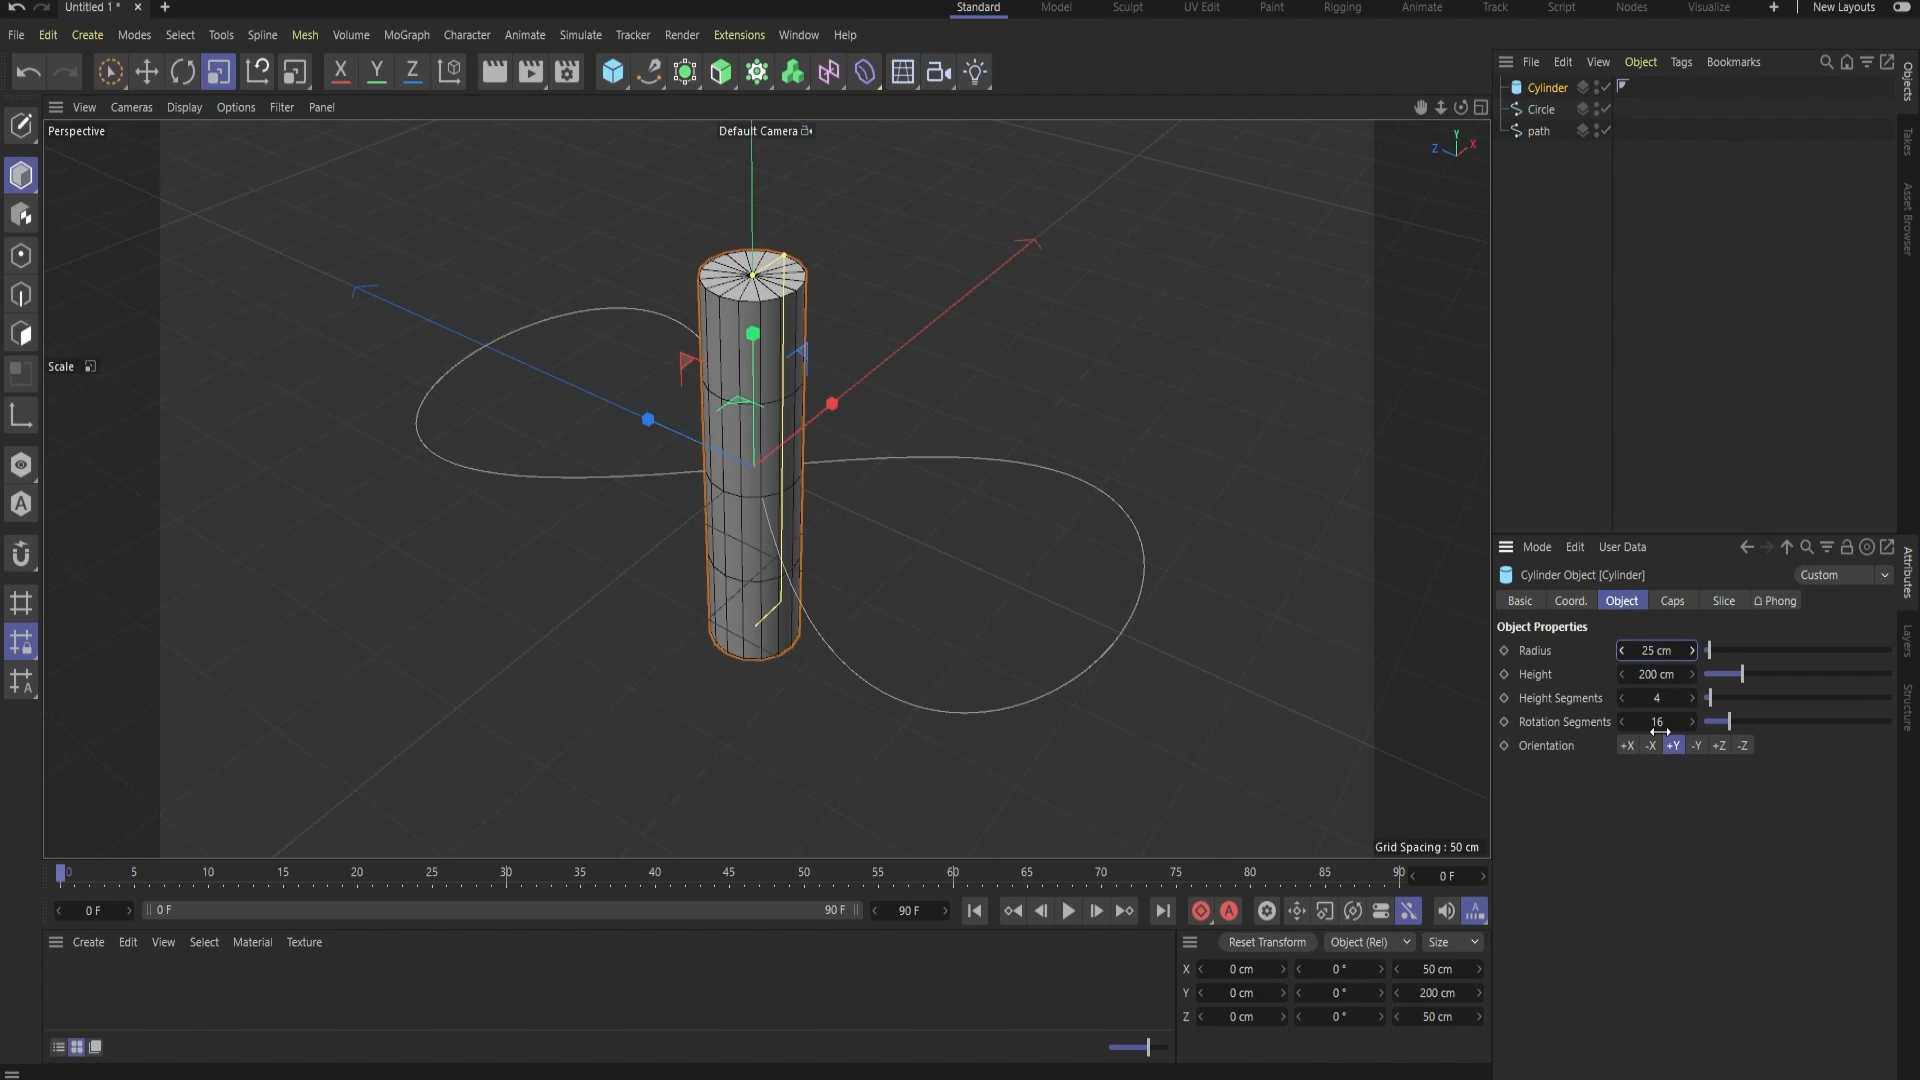 Untitled 1 *
Standard
Model
Sculpt
UV Edit
Paint
Rigging
Animate
Track
Script
Nodes
Visualize
New Layouts
File Edit Create Modes Select Tools Spline Mesh Volume MoGraph Character Animate Simulate Tracker Render Extensions Window Help
X Y Z
File Edit View Object Tags Bookmarks
Cylinder
Circle
path
Objects
Takes
Asset Browser
View Cameras Display Options Filter Panel
Perspective
Default Camera
Y
Z
X
Scale
Grid Spacing : 50 cm
Mode Edit User Data
Cylinder Object [Cylinder]
Custom
Basic Coord. Object Caps Slice Phong
Object Properties
Radius 25 cm
Height 200 cm
Height Segments 4
Rotation Segments 16
Orientation +X -X +Y -Y +Z -Z
Attributes
Layers
Structure
0 5 10 15 20 25 30 35 40 45 50 55 60 65 70 75 80 85 90
0 F
0 F
0 F
90 F
90 F
A
A
Create Edit View Select Material Texture
Reset Transform
Object (Rel)
Size
X 0 cm 0 ° 50 cm
Y 0 cm 0 ° 200 cm
Z 0 cm 0 ° 50 cm